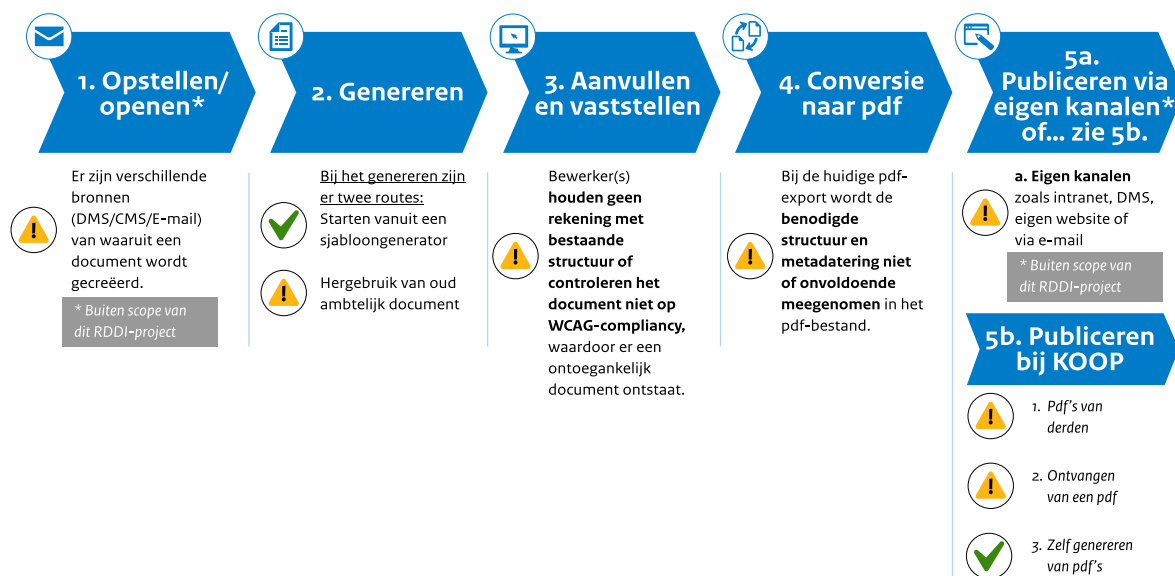 1. Opstellen/
openen*
Er zijn verschillende
bronnen
(DMS/CMS/E-mail)
van waaruit een
document wordt
gecreëerd.
* Buiten scope van
dit RDDI-project
2. Genereren
Bij het genereren zijn
er twee routes:
Starten vanuit een
sjabloongenerator
Hergebruik van oud
ambtelijk document
3. Aanvullen
en vaststellen
Bewerker(s)
houden geen
rekening met
bestaande
structuur of
controleren het
document niet op
WCAG-compliancy,
waardoor er een
ontoegankelijk
document ontstaat.
4. Conversie
naar pdf
Bij de huidige pdf-
export wordt de
benodigde
structuur en
metadatering niet
of onvoldoende
meegenomen in het
pdf-bestand.
5a.
Publiceren via
eigen kanalen*
of... zie 5b.
a. Eigen kanalen
zoals intranet, DMS,
eigen website of
via e-mail
* Buiten scope van
dit RDDI-project
5b. Publiceren
bij KOOP
1. Pdf's van
derden
2. Ontvangen
van een pdf
3. Zelf genereren
van pdf's